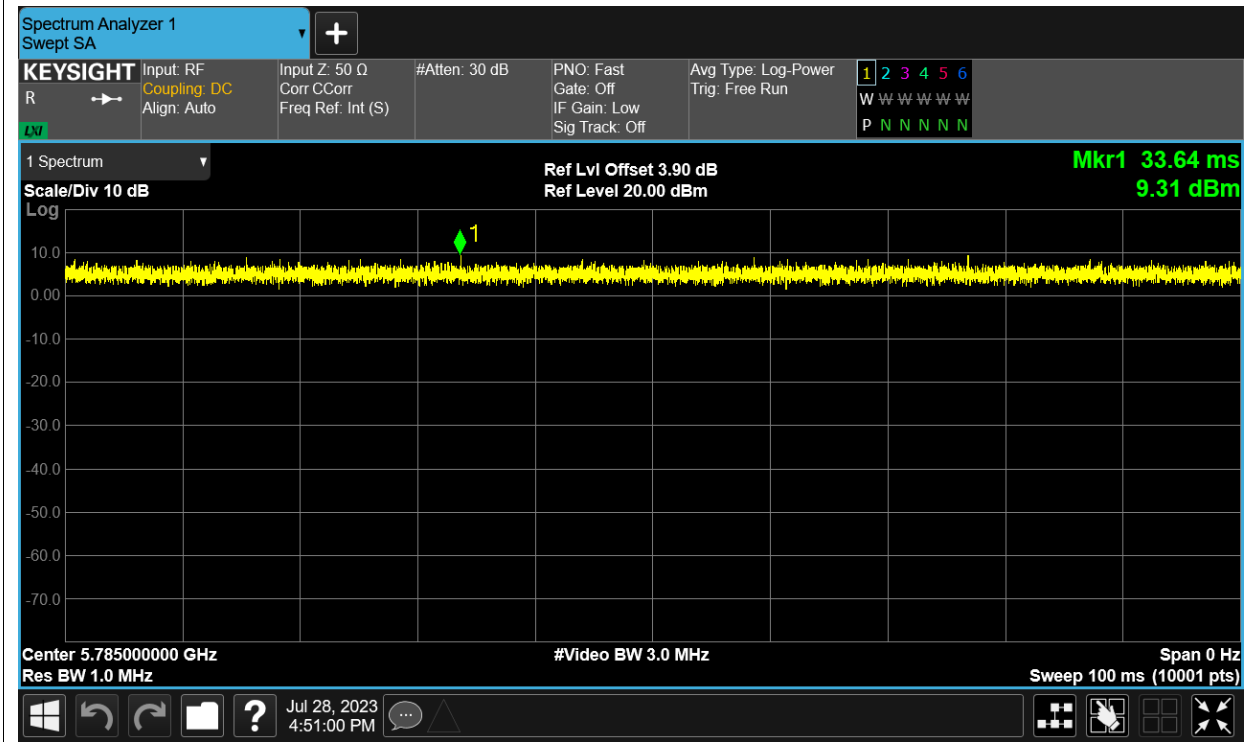 Spectrum Analyzer 1
Swept SA
+
KEYSIGHT
R
LXI
Input: RF
Coupling: DC
Align: Auto
Input Z: 50 Ω
Corr CCorr
Freq Ref: Int (S)
#Atten: 30 dB
PNO: Fast
Gate: Off
IF Gain: Low
Sig Track: Off
Avg Type: Log-Power
Trig: Free Run
1 2 3 4 5 6
W W W W W W
P N N N N N
1 Spectrum
Scale/Div 10 dB
Log
Ref Lvl Offset 3.90 dB
Ref Level 20.00 dBm
Mkr1 33.64 ms
9.31 dBm
1
10.0
0.00
-10.0
-20.0
-30.0
-40.0
-50.0
-60.0
-70.0
Center 5.785000000 GHz
Res BW 1.0 MHz
#Video BW 3.0 MHz
Span 0 Hz
Sweep 100 ms (10001 pts)
?
Jul 28, 2023
4:51:00 PM